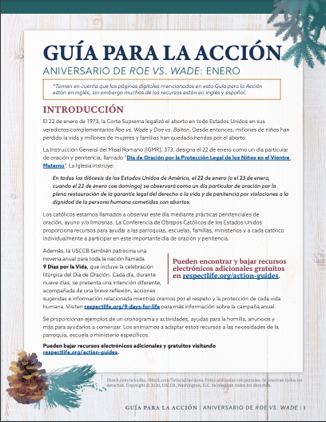 GUÍA PARA LA ACCIÓN
ANIVERSARIO DE ROE VS. WADE: ENERO
*Tomen en cuenta que las páginas digitales mencionados en esta Guía para la Acción
están en inglés, sin embargo muchos de los recursos están en inglés y español.
INTRODUCCIÓN
El 22 de enero de 1973, la Corte Suprema legalizó el aborto en todo Estados Unidos en sus
veredictos complementarios Roe vs. Wade y Doe vs. Bolton. Desde entonces, millones de niños han
perdido la vida y millones de mujeres y familias han quedado heridas por el aborto.
La Instrucción General del Misal Romano (IGMR), 373, designa el 22 de enero como un día particular
de oración y penitencia, llamado "Día de Oración por la Protección Legal de los Niños en el Vientre
Materno". La Iglesia instruye:
En todas las diócesis de los Estados Unidos de América, el 22 de enero (o el 23 de enero,
cuando el 22 de enero cae domingo) se observará como un día particular de oración por la
plena restauración de la garantía legal del derecho a la vida y de penitencia por violaciones a la
dignidad de la persona humana cometidas con abortos.
Los católicos estamos llamados a observar este día mediante prácticas penitenciales de
oración, ayuno y/o limosna. La Conferencia de Obispos Católicos de los Estados Unidos
proporciona recursos para ayudar a las parroquias, escuelas, familias, ministerios y a cada católico
individualmente a participar en este importante día de oración y penitencia.
Además, la USCCB también patrocina una
novena anual para toda la nación llamada
9 Días por la Vida, que incluye la celebración
litúrgica del Día de Oración. Cada día, durante
nueve días, se presenta una intención diferente,
acompañada de una breve reflexión, acciones
sugeridas e información relacionada mientras oramos por el respeto y la protección de cada vida
humana. Visiten respectlife.org/9-days-for-life para más información sobre la campaña anual.
Pueden encontrar y bajar recursos
electrónicos adicionales gratuitos
en respectlife.org/action-guides.
Se proporcionan ejemplos de un cronograma y actividades, ayudas para la homilía, anuncios y
más para ayudarlos a comenzar. Los animamos a adaptar estos recursos a las necesidades de la
parroquia, escuela o ministerio específicos.
Pueden bajar recursos electrónicos adicionales y gratuitos visitando
respectlife.org/action-guides.
GUÍA PARA LA ACCIÓN | ANIVERSARIO DE ROE VS. WADE | 1